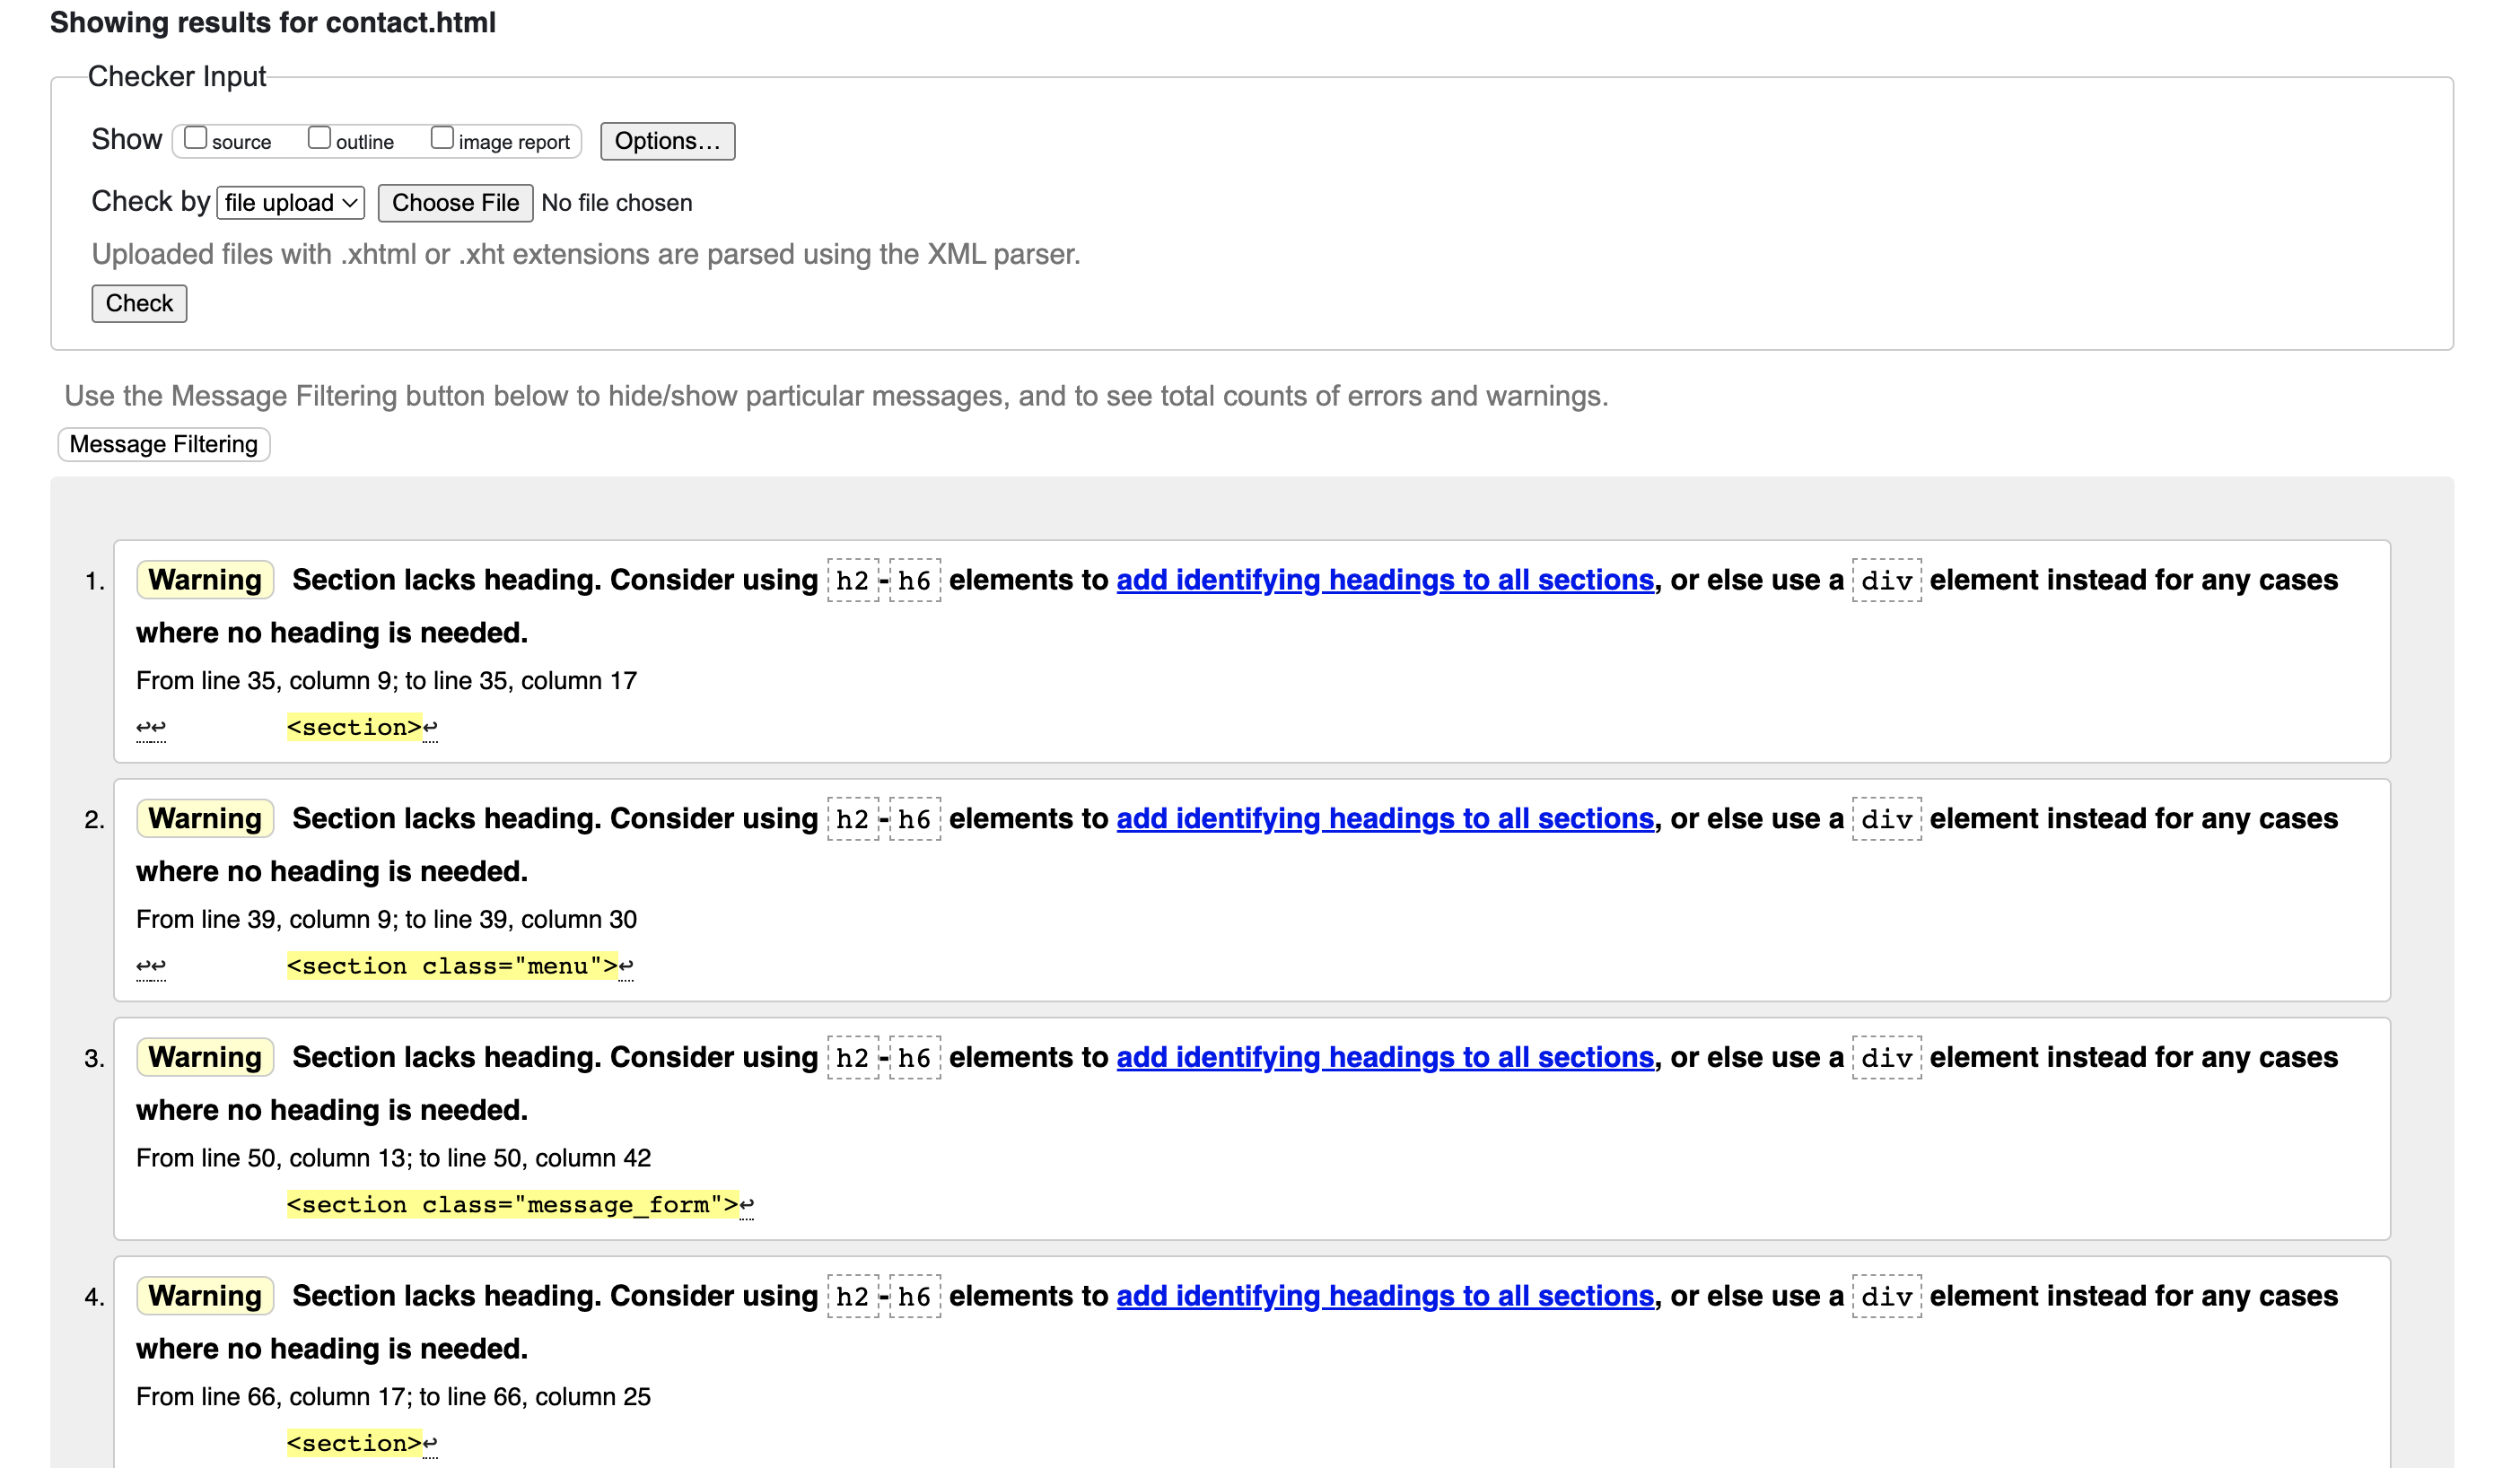 Showing results for contact.html
Checker Input
Show source outline image report Options...
Check by file upload Choose File No file chosen
Uploaded files with .xhtml or .xht extensions are parsed using the XML parser.
Check
Use the Message Filtering button below to hide/show particular messages, and to see total counts of errors and warnings.
Message Filtering
1. Warning Section lacks heading. Consider using h2-h6 elements to add identifying headings to all sections, or else use a div element instead for any cases
where no heading is needed.
From line 35, column 9; to line 35, column 17
↩↩ <section>↩
2. Warning Section lacks heading. Consider using h2-h6 elements to add identifying headings to all sections, or else use a div element instead for any cases
where no heading is needed.
From line 39, column 9; to line 39, column 30
↩↩ <section class="menu">↩
3. Warning Section lacks heading. Consider using h2-h6 elements to add identifying headings to all sections, or else use a div element instead for any cases
where no heading is needed.
From line 50, column 13; to line 50, column 42
<section class="message_form">↩
4. Warning Section lacks heading. Consider using h2-h6 elements to add identifying headings to all sections, or else use a div element instead for any cases
where no heading is needed.
From line 66, column 17; to line 66, column 25
<section>↩